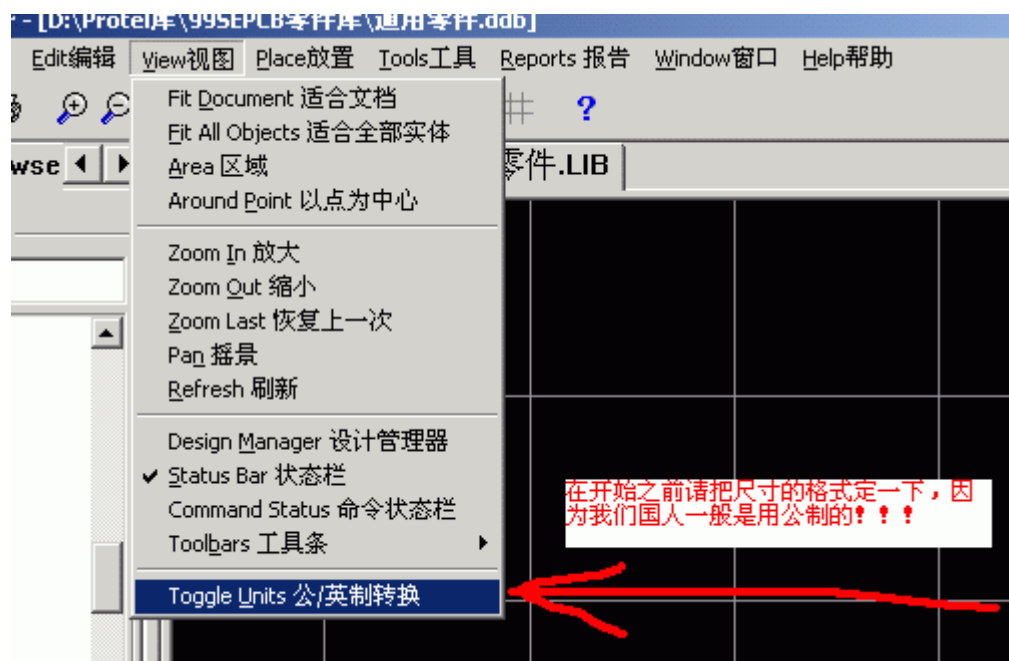 - [D:\Protel库\99SEPCB零件库\通用零件.ddb]
Edit编辑 View视图 Place放置 Tools工具 Reports 报告 Window窗口 Help帮助
wse
零件.LIB
Fit Document 适合文档
Fit All Objects 适合全部实体
Area 区域
Around Point 以点为中心
Zoom In 放大
Zoom Out 缩小
Zoom Last 恢复上一次
Pan 摇景
Refresh 刷新
Design Manager 设计管理器
Status Bar 状态栏
Command Status 命令状态栏
Toolbars 工具条
Toggle Units 公/英制转换
在开始之前请把尺寸的格式定一下，因
为我们国人一般是用公制的！！！